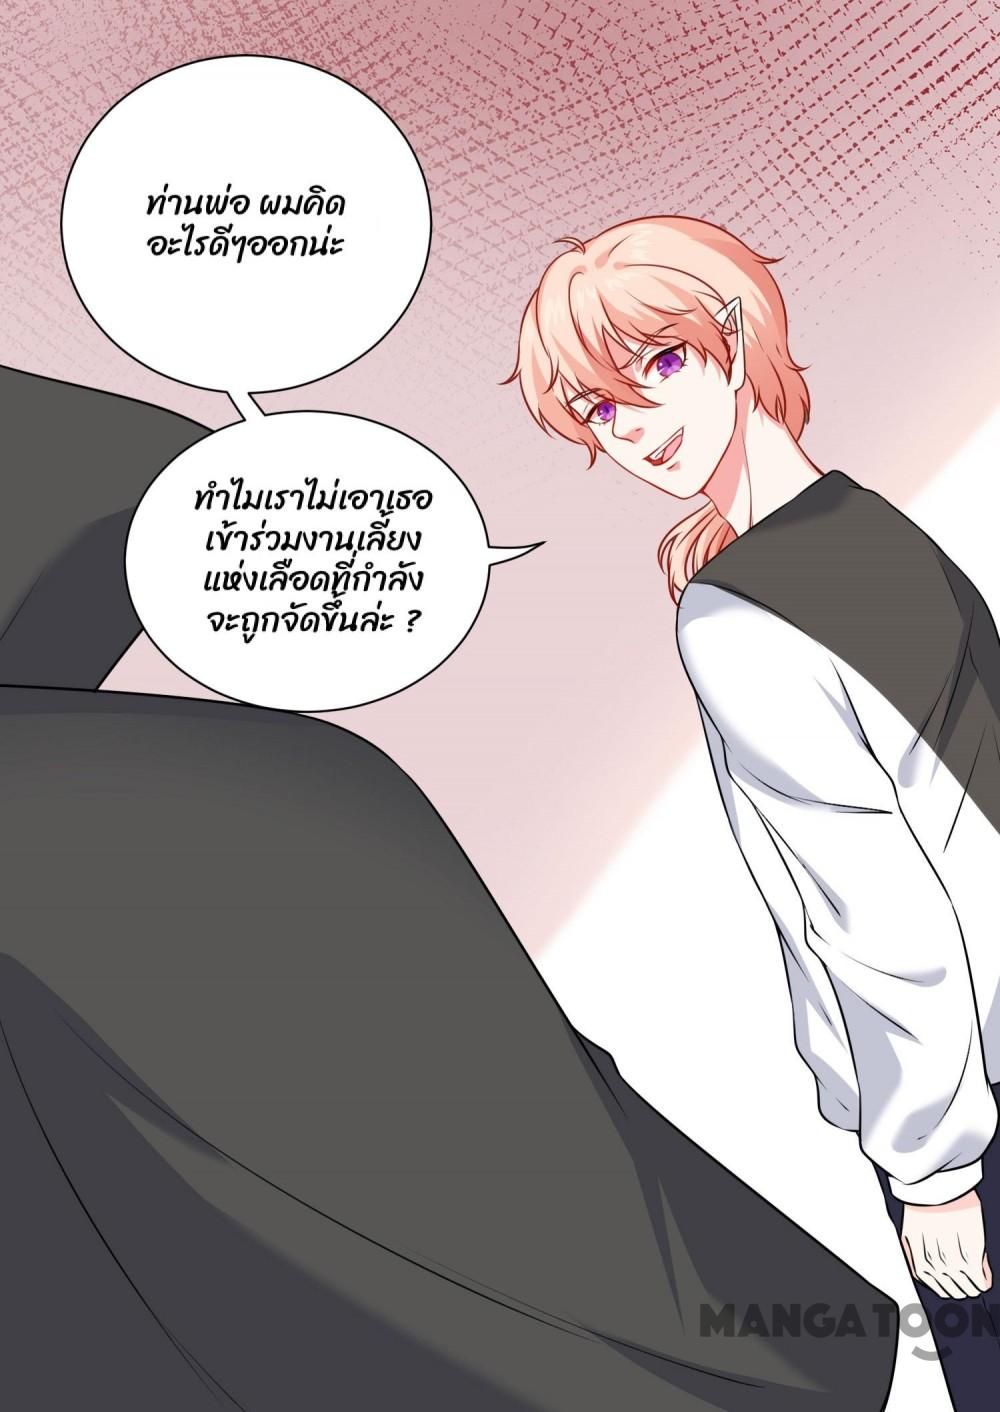 ท่านพ่อ ผมคิด
อะไรดีๆออกน่ะ
ทำไมเราไม่เอาเธอ
เข้าร่วมงานเลี้ยง
แห่งเลือดที่กำลัง
จะถูกจัดขึ้นล่ะ ?
MANGA TOON